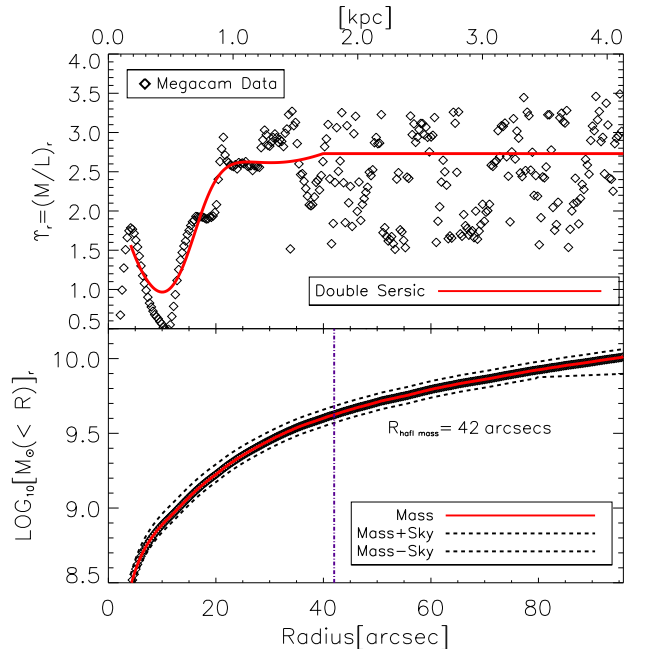 [kpc]
0.0 1.0 2.0 3.0 4.0
4.0
3.5
3.0
2.5
2.0
1.5
1.0
0.5
ϒr=(M/L)r
Megacam Data
Double Sersic
10.0
9.5
9.0
8.5
LOG10[M⊙(< R)]r
Rhafl mass= 42 arcsecs
Mass
Mass+Sky
Mass−Sky
0 20 40 60 80
Radius[arcsec]